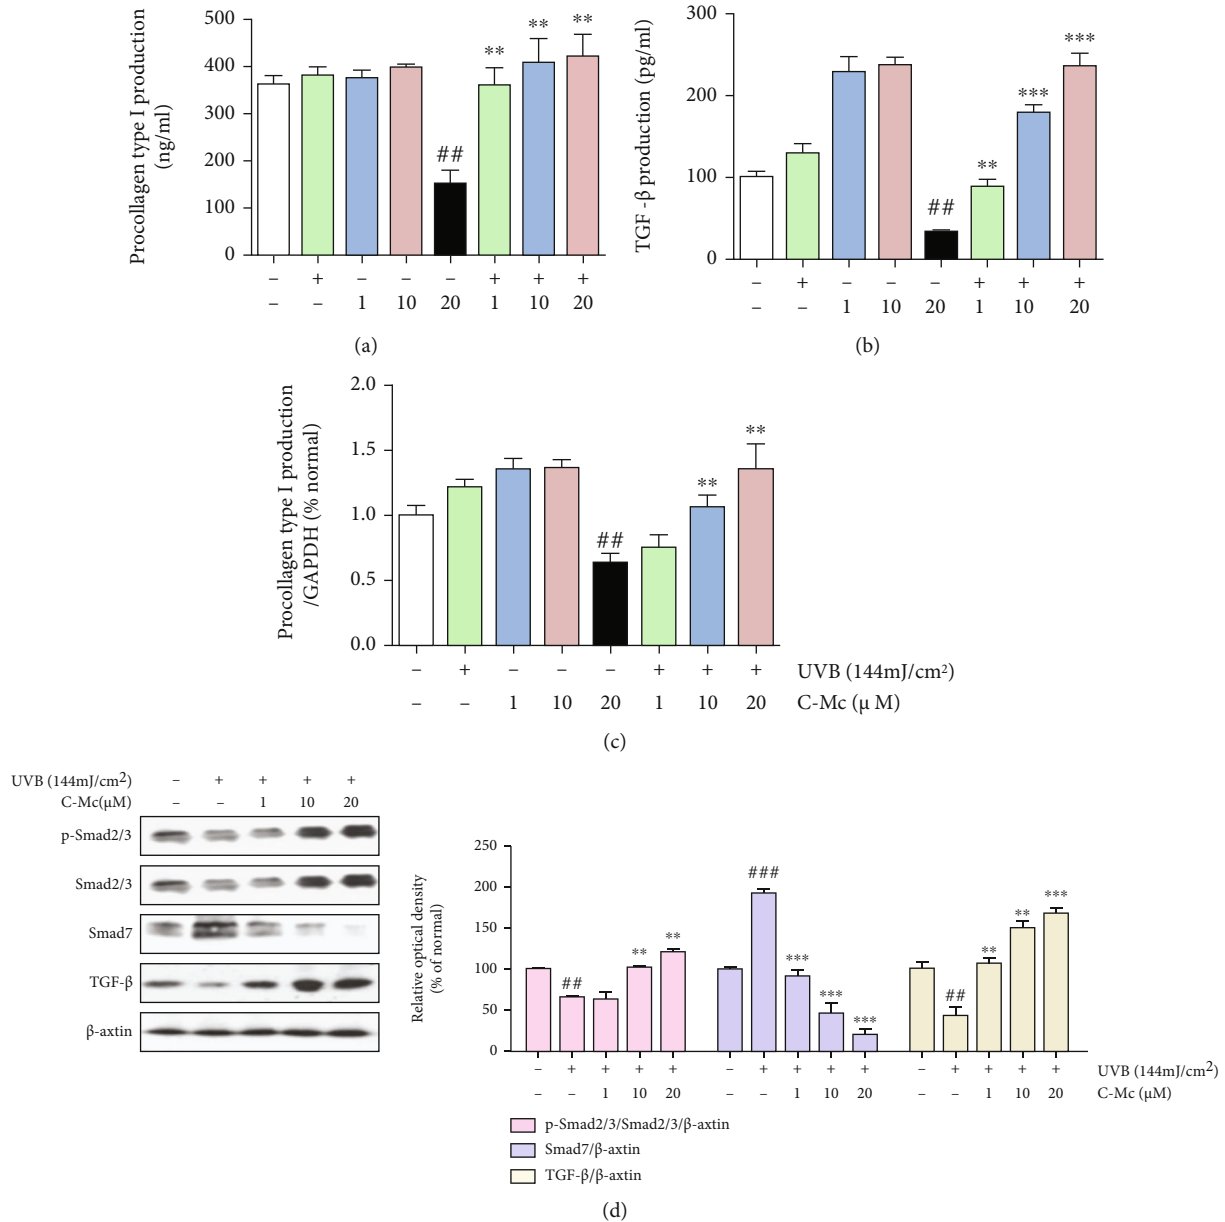 Procollagen type I production
(ng/ml)
500
400
300
200
100
0
##
**
**
**
– + – – – + + +
– – 1 10 20 1 10 20
(a)
TGF -β production (pg/ml)
300
200
100
0
##
**
***
***
– + – – – + + +
– – 1 10 20 1 10 20
(b)
Procollagen type I production
/GAPDH (% normal)
2.0
1.5
1.0
0.5
0.0
##
**
**
– + – – – + + + UVB (144mJ/cm²)
– – 1 10 20 1 10 20 C-Mc (μ M)
(c)
UVB (144mJ/cm²) – + + + +
C-Mc(μM) – – 1 10 20
p-Smad2/3
Smad2/3
Smad7
TGF-β
β-axtin
Relative optical density
(% of normal)
250
200
150
100
50
0
##
**
**
###
***
***
***
##
**
**
***
– + + + + – + + + + – + + + + UVB (144mJ/cm²)
– – 1 10 20 – – 1 10 20 – – 1 10 20 C-Mc (μM)
p-Smad2/3/Smad2/3/β-axtin
Smad7/β-axtin
TGF-β/β-axtin
(d)